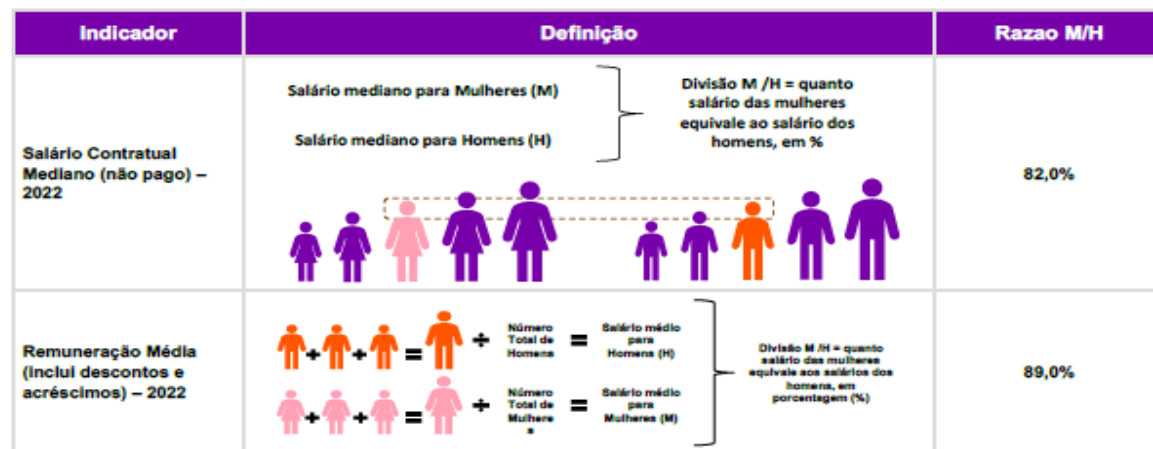 Indicador
Definição
Razao M/H
Salário Contratual
Mediano (não pago) –
2022
Salário mediano para Mulheres (M)
Salário mediano para Homens (H)
Divisão M /H = quanto
salário das mulheres
equivale ao salário dos
homens, em %
82,0%
Remuneração Média
(inclui descontos e
acréscimos) – 2022
+ + = ÷
Número
Total de
Homens
=
Salário médio
para
Homens (H)
+ + = ÷
Número
Total de
Mulhere
s
=
Salário médio
para
Mulheres (M)
Divisão M /H = quanto
salário das mulheres
equivale aos salários dos
homens, em
porcentagem (%)
89,0%